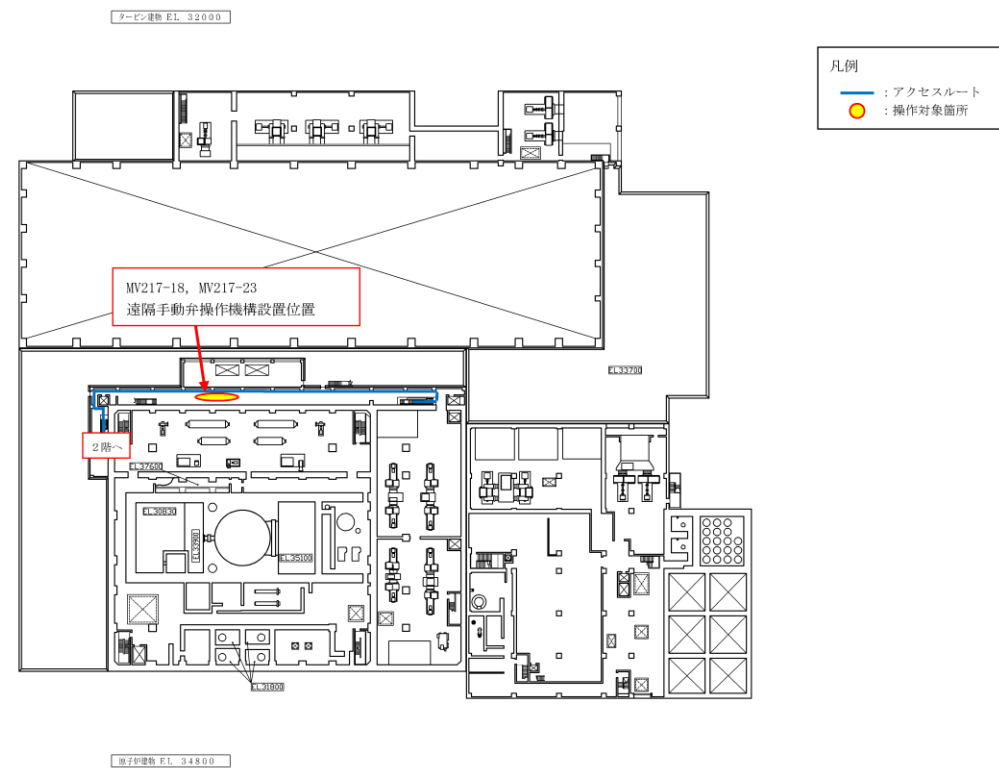 タービン建物 EL 32000
凡例
：アクセスルート
：操作対象箇所
MV217-18, MV217-23
遠隔手動弁操作機構設置位置
EL33700
２階へ
EL37600
EL30830
EL33900
EL35100
EL31800
原子炉建物 EL 34800